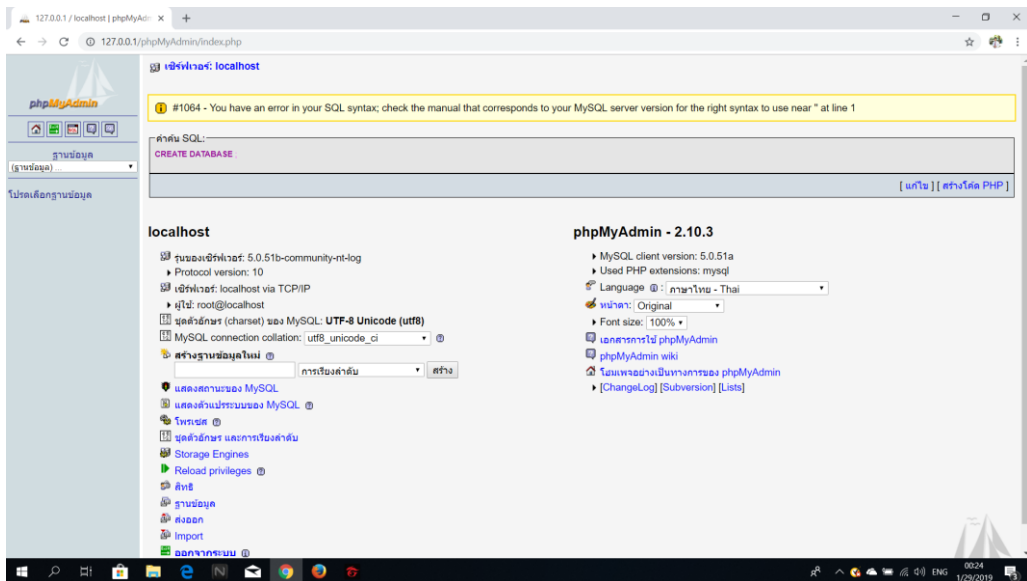 127.0.0.1 / localhost | phpMyAdm
127.0.0.1/phpMyAdmin/index.php
phpMyAdmin
ฐานข้อมูล
(ฐานข้อมูล) ...
โปรดเลือกฐานข้อมูล
เซิร์ฟเวอร์: localhost
#1064 - You have an error in your SQL syntax; check the manual that corresponds to your MySQL server version for the right syntax to use near '' at line 1
คำค้น SQL:
CREATE DATABASE ;
[ แก้ไข ] [ สร้างโค้ด PHP ]
localhost
รุ่นของเซิร์ฟเวอร์: 5.0.51b-community-nt-log
Protocol version: 10
เซิร์ฟเวอร์: localhost via TCP/IP
ผู้ใช้: root@localhost
ชุดตัวอักษร (charset) ของ MySQL: UTF-8 Unicode (utf8)
MySQL connection collation: utf8_unicode_ci
สร้างฐานข้อมูลใหม่
การเรียงลำดับ สร้าง
แสดงสถานะของ MySQL
แสดงตัวแปรระบบของ MySQL
โพรเซส
ชุดตัวอักษร และการเรียงลำดับ
Storage Engines
Reload privileges
สิทธิ
ฐานข้อมูล
ส่งออก
Import
ออกจากระบบ
phpMyAdmin - 2.10.3
MySQL client version: 5.0.51a
Used PHP extensions: mysql
Language : ภาษาไทย - Thai
หน้าตา: Original
Font size: 100%
เอกสารการใช้ phpMyAdmin
phpMyAdmin wiki
โฮมเพจอย่างเป็นทางการของ phpMyAdmin
[ChangeLog] [Subversion] [Lists]
ENG
00:24
1/29/2019